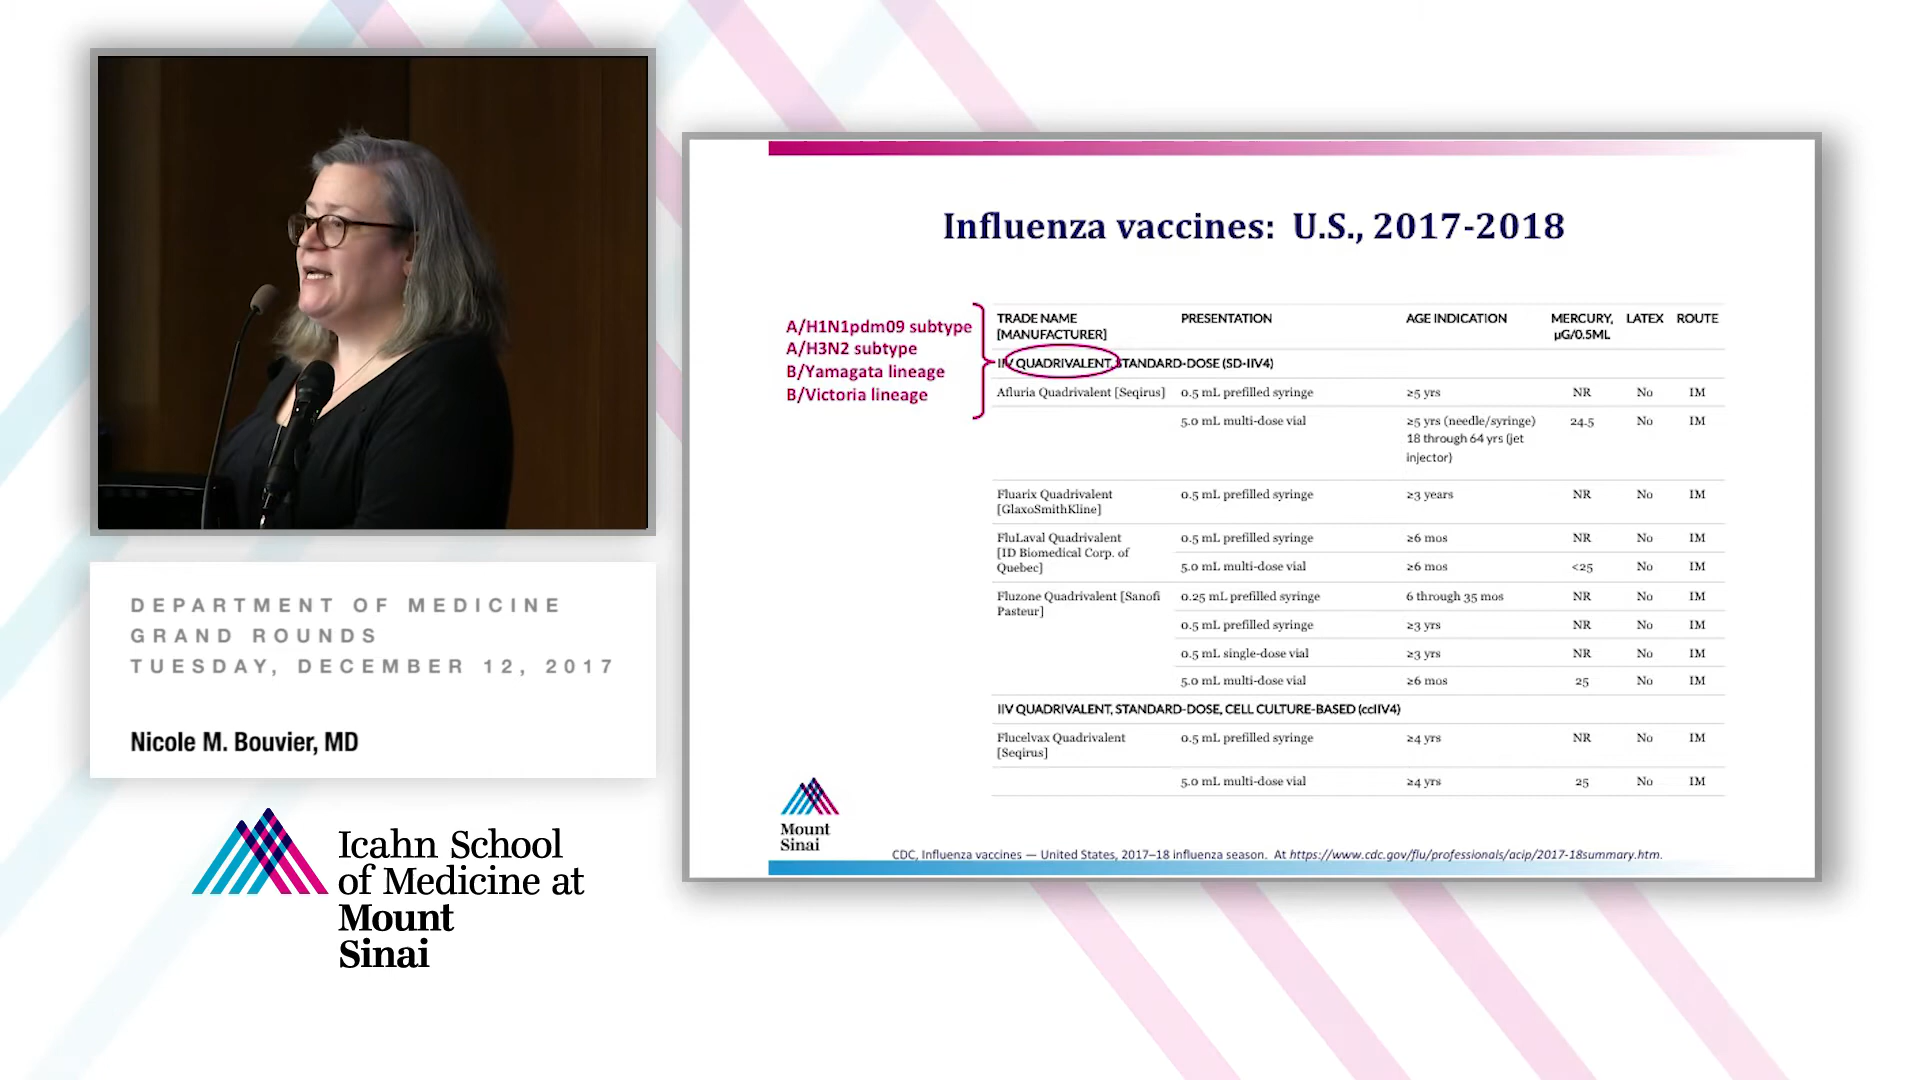 DEPARTMENT OF MEDICINE
GRAND ROUNDS
TUESDAY, DECEMBER 12, 2017
Nicole M. Bouvier, MD
Icahn School
of Medicine at
Mount
Sinai
Influenza vaccines: U.S., 2017-2018
A/H1N1pdm09 subtype
A/H3N2 subtype
B/Yamagata lineage
B/Victoria lineage
TRADE NAME [MANUFACTURER] PRESENTATION AGE INDICATION MERCURY, µG/0.5ML LATEX ROUTE
IIV QUADRIVALENT, STANDARD-DOSE (SD-IIV4)
Afluria Quadrivalent [Seqirus] 0.5 mL prefilled syringe ≥5 yrs NR No IM
5.0 mL multi-dose vial ≥5 yrs (needle/syringe) 24.5 No IM
18 through 64 yrs (jet
injector)
Fluarix Quadrivalent 0.5 mL prefilled syringe ≥3 years NR No IM
[GlaxoSmithKline]
FluLaval Quadrivalent 0.5 mL prefilled syringe ≥6 mos NR No IM
[ID Biomedical Corp. of
Quebec] 5.0 mL multi-dose vial ≥6 mos <25 No IM
Fluzone Quadrivalent [Sanofi 0.25 mL prefilled syringe 6 through 35 mos NR No IM
Pasteur]
0.5 mL prefilled syringe ≥3 yrs NR No IM
0.5 mL single-dose vial ≥3 yrs NR No IM
5.0 mL multi-dose vial ≥6 mos 25 No IM
IIV QUADRIVALENT, STANDARD-DOSE, CELL CULTURE-BASED (ccIIV4)
Flucelvax Quadrivalent 0.5 mL prefilled syringe ≥4 yrs NR No IM
[Seqirus]
5.0 mL multi-dose vial ≥4 yrs 25 No IM
Mount
Sinai
CDC, Influenza vaccines — United States, 2017–18 influenza season. At https://www.cdc.gov/flu/professionals/acip/2017-18summary.htm.